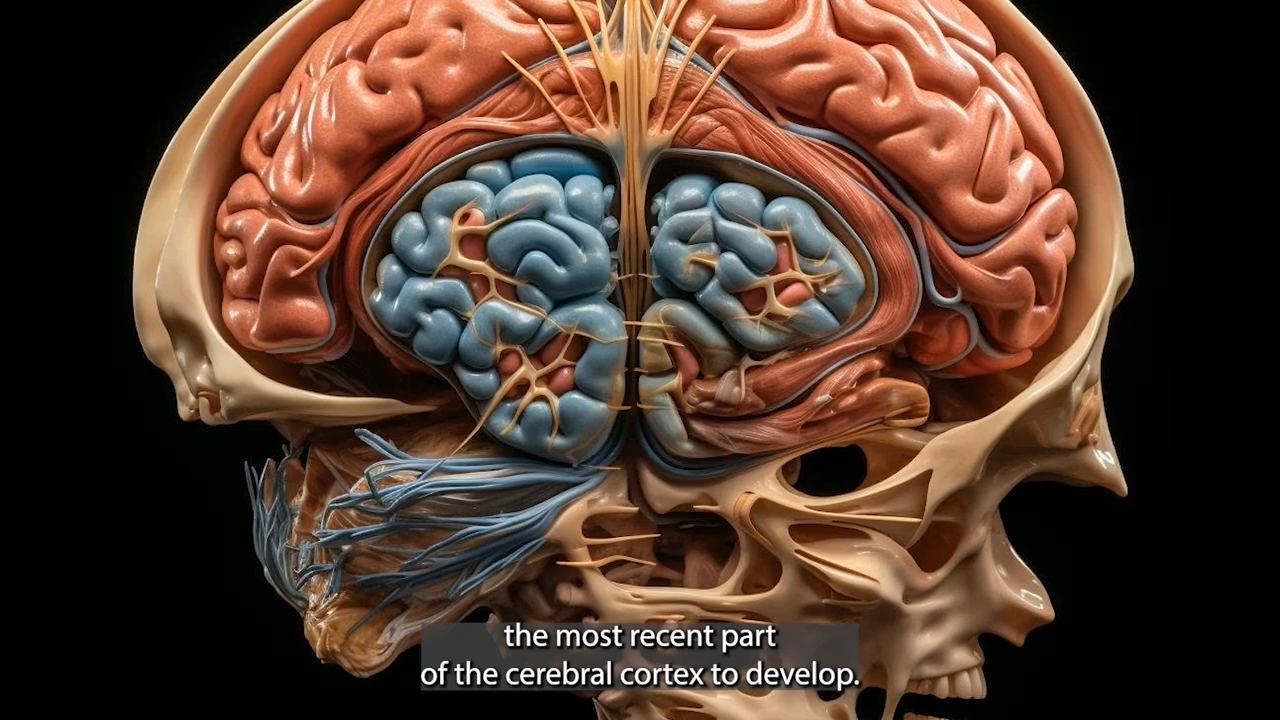 the most recent part
of the cerebral cortex to develop.